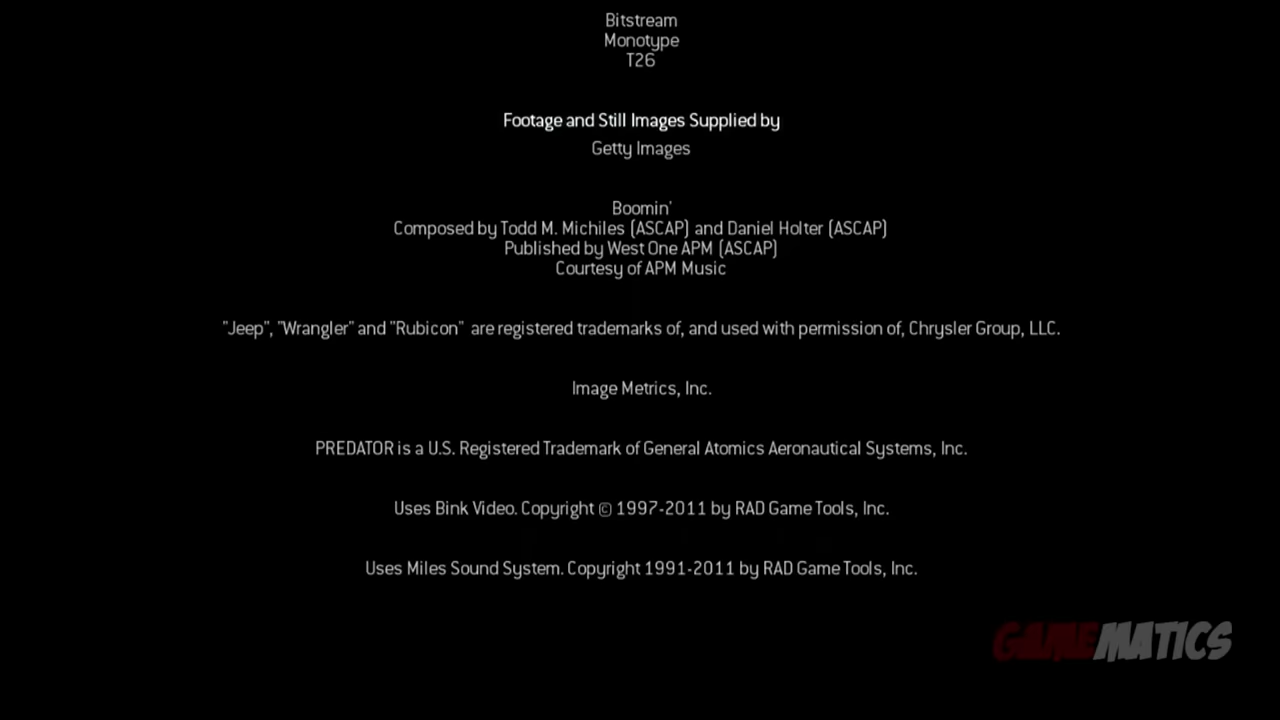 Bitstream
Monotype
T26
Footage and Still Images Supplied by
Getty Images
Boomin'
Composed by Todd M. Michiles (ASCAP) and Daniel Holter (ASCAP)
Published by West One APM (ASCAP)
Courtesy of APM Music
"Jeep", "Wrangler" and "Rubicon" are registered trademarks of, and used with permission of, Chrysler Group, LLC.
Image Metrics, Inc.
PREDATOR is a U.S. Registered Trademark of General Atomics Aeronautical Systems, Inc.
Uses Bink Video. Copyright © 1997-2011 by RAD Game Tools, Inc.
Uses Miles Sound System. Copyright 1991-2011 by RAD Game Tools, Inc.
GAMEMATICS